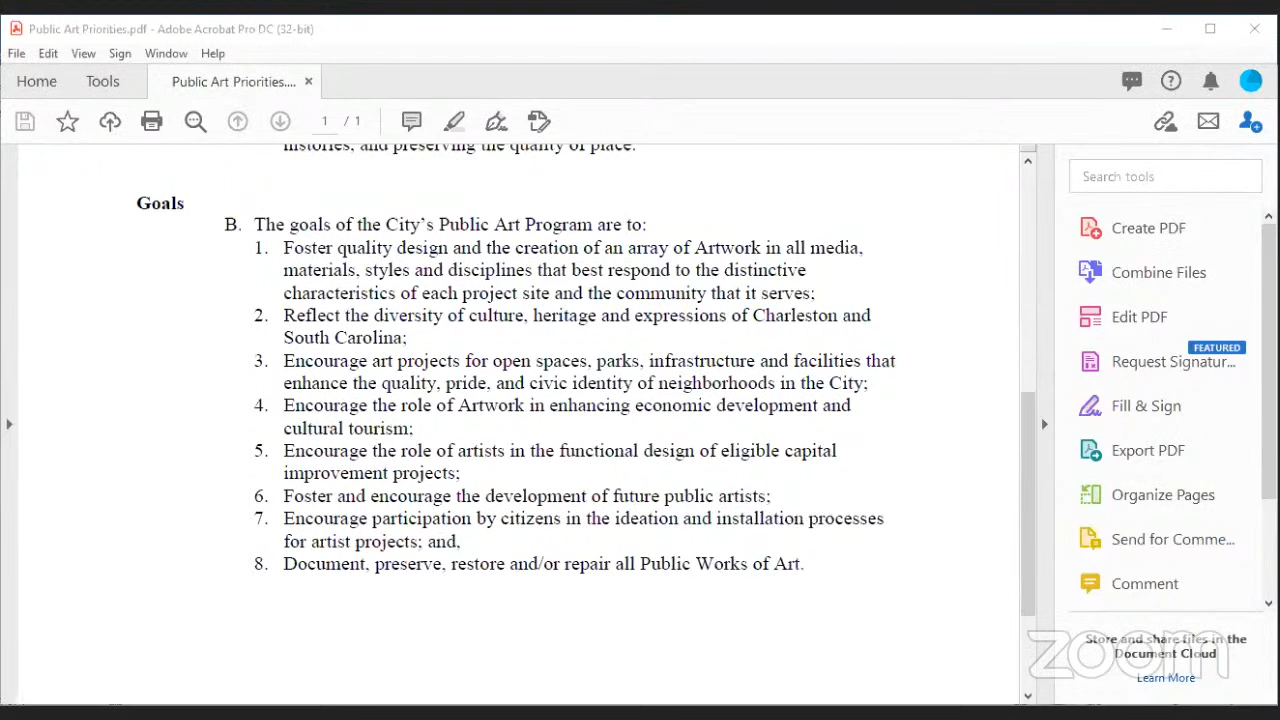 Public Art Priorities.pdf - Adobe Acrobat Pro DC (32-bit)
File Edit View Sign Window Help
Home Tools Public Art Priorities....
1 / 1
histories, and preserving the quality of place.
Goals
B. The goals of the City's Public Art Program are to:
1. Foster quality design and the creation of an array of Artwork in all media,
materials, styles and disciplines that best respond to the distinctive
characteristics of each project site and the community that it serves;
2. Reflect the diversity of culture, heritage and expressions of Charleston and
South Carolina;
3. Encourage art projects for open spaces, parks, infrastructure and facilities that
enhance the quality, pride, and civic identity of neighborhoods in the City;
4. Encourage the role of Artwork in enhancing economic development and
cultural tourism;
5. Encourage the role of artists in the functional design of eligible capital
improvement projects;
6. Foster and encourage the development of future public artists;
7. Encourage participation by citizens in the ideation and installation processes
for artist projects; and,
8. Document, preserve, restore and/or repair all Public Works of Art.
Search tools
Create PDF
Combine Files
Edit PDF
FEATURED
Request Signatur...
Fill & Sign
Export PDF
Organize Pages
Send for Comme...
Comment
Store and share files in the
Document Cloud
Learn More
zoom